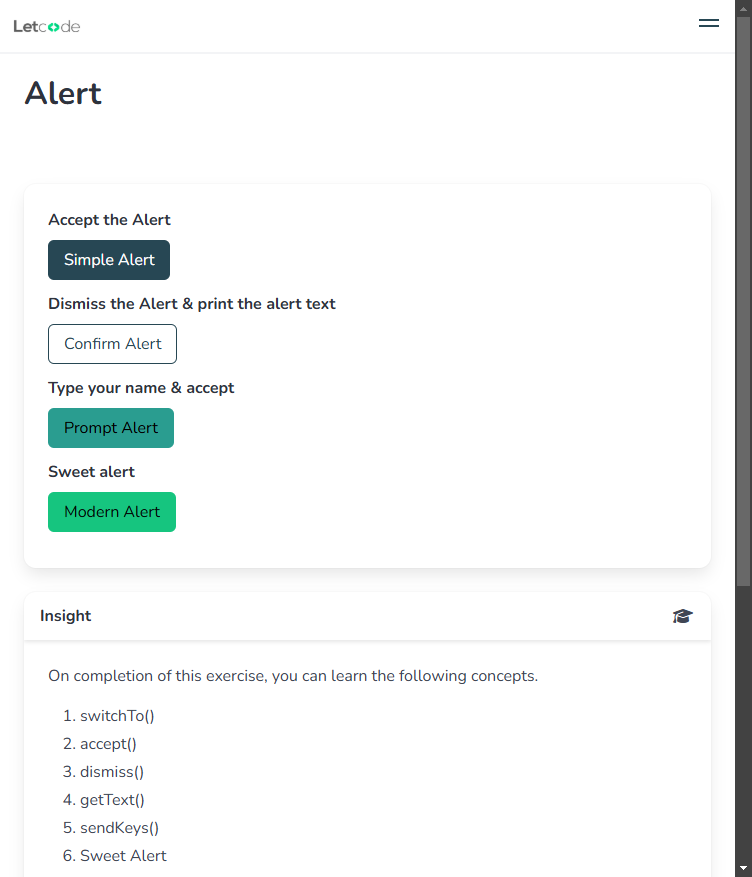 Letcode
Alert
Accept the Alert
Simple Alert
Dismiss the Alert & print the alert text
Confirm Alert
Type your name & accept
Prompt Alert
Sweet alert
Modern Alert
Insight
On completion of this exercise, you can learn the following concepts.
1. switchTo()
2. accept()
3. dismiss()
4. getText()
5. sendKeys()
6. Sweet Alert